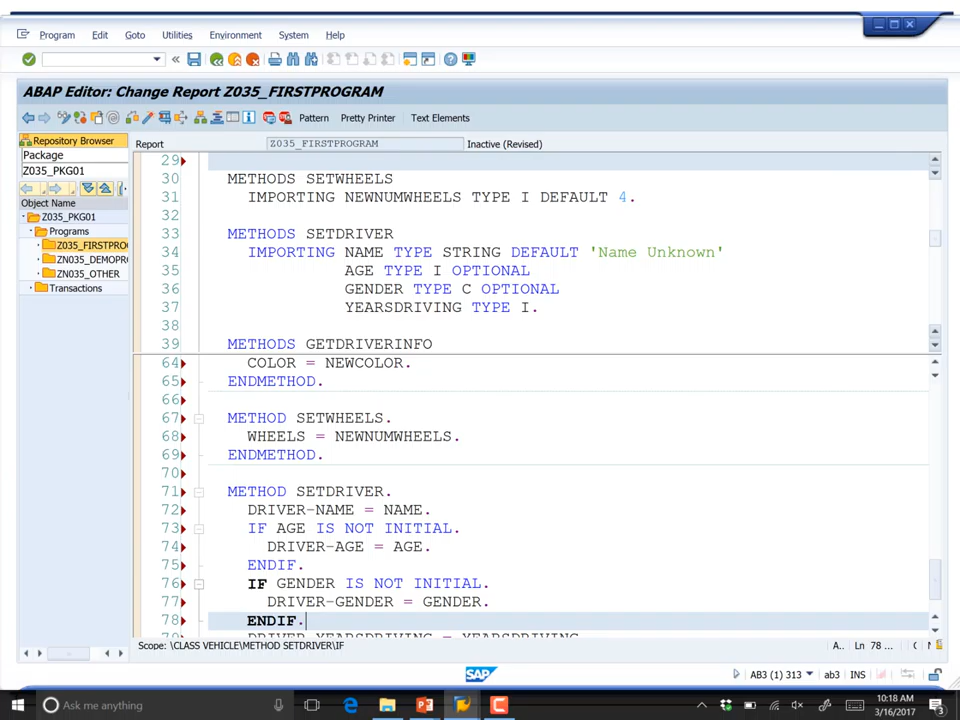 Program Edit Goto Utilities Environment System Help
ABAP Editor: Change Report Z035_FIRSTPROGRAM
Pattern Pretty Printer Text Elements
Repository Browser
Package
Z035_PKG01
Object Name
Z035_PKG01
Programs
Z035_FIRSTPRO
ZN035_DEMOPR
ZN035_OTHER
Transactions
Report Z035_FIRSTPROGRAM Inactive (Revised)
29
30 METHODS SETWHEELS
31 IMPORTING NEWNUMWHEELS TYPE I DEFAULT 4.
32
33 METHODS SETDRIVER
34 IMPORTING NAME TYPE STRING DEFAULT 'Name Unknown'
35 AGE TYPE I OPTIONAL
36 GENDER TYPE C OPTIONAL
37 YEARSDRIVING TYPE I.
38
39 METHODS GETDRIVERINFO
64 COLOR = NEWCOLOR.
65 ENDMETHOD.
66
67 METHOD SETWHEELS.
68 WHEELS = NEWNUMWHEELS.
69 ENDMETHOD.
70
71 METHOD SETDRIVER.
72 DRIVER-NAME = NAME.
73 IF AGE IS NOT INITIAL.
74 DRIVER-AGE = AGE.
75 ENDIF.
76 IF GENDER IS NOT INITIAL.
77 DRIVER-GENDER = GENDER.
78 ENDIF.
79 DRIVER-YEARSDRIVING = YEARSDRIVING
Scope: \CLASS VEHICLE\METHOD SETDRIVER\IF A.. Ln 78 ...
SAP AB3 (1) 313 ab3 INS
Ask me anything
10:18 AM
3/16/2017
3